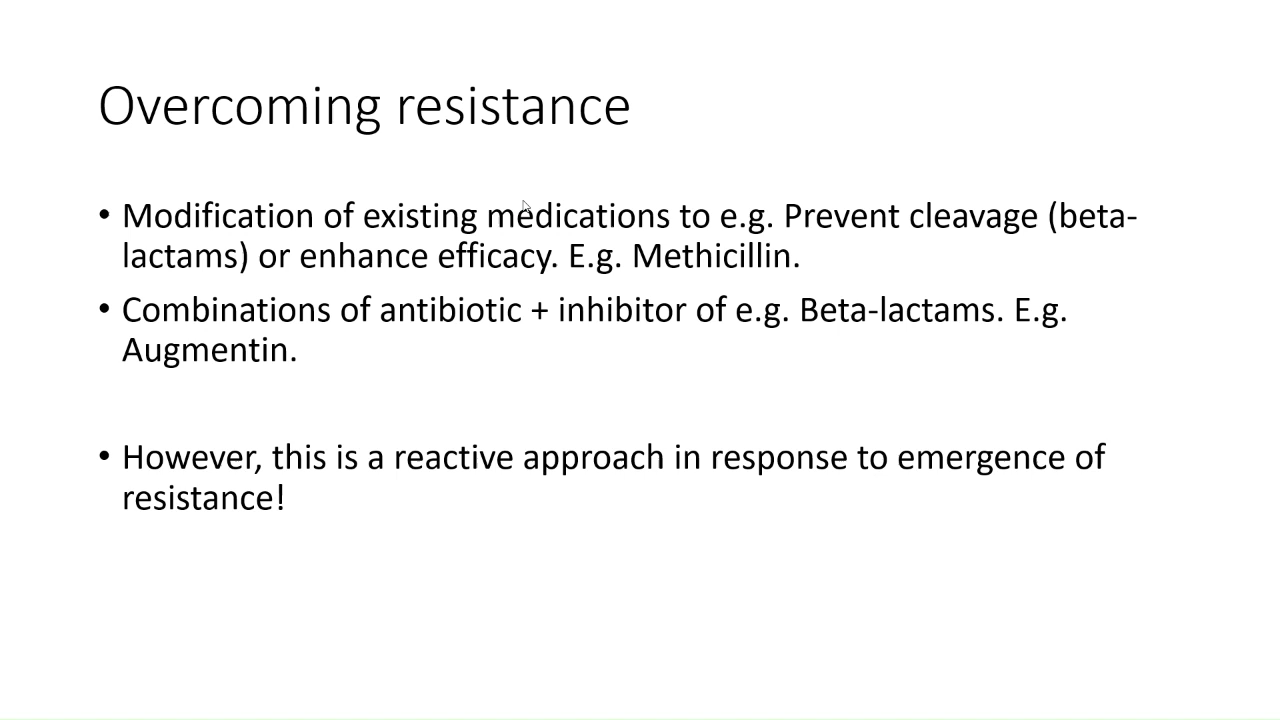 Overcoming resistance
• Modification of existing medications to e.g. Prevent cleavage (beta-
lactams) or enhance efficacy. E.g. Methicillin.
• Combinations of antibiotic + inhibitor of e.g. Beta-lactams. E.g.
Augmentin.
• However, this is a reactive approach in response to emergence of
resistance!